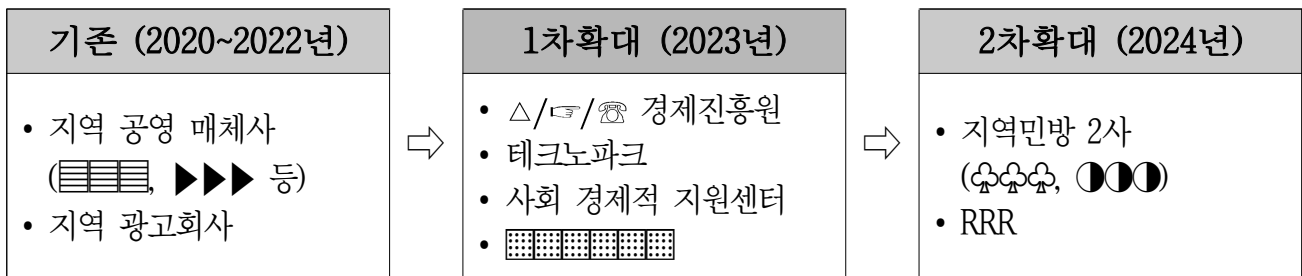 기존 (2020~2022년)
• 지역 공영 매체사
(▤▤▤, ▶▶▶ 등)
• 지역 광고회사
⇨
1차확대 (2023년)
• △/☞/☏ 경제진흥원
• 테크노파크
• 사회 경제적 지원센터
• ▦▦▦▦▦▦
⇨
2차확대 (2024년)
• 지역민방 2사
(♧♧♧, ◑◑◑)
• RRR